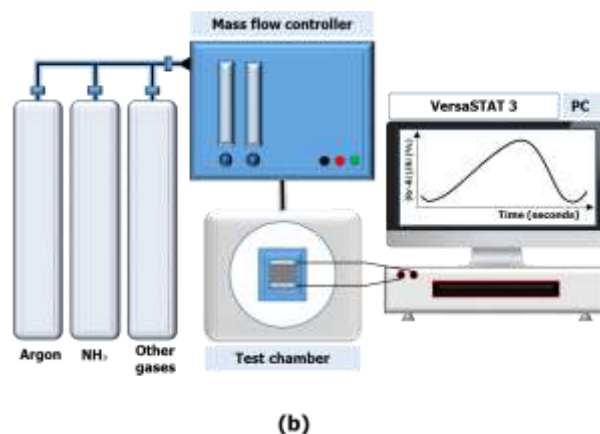 Mass flow controller
VersaSTAT 3
PC
Time (seconds)
Argon
NH₃
Other
gases
Test chamber
(b)